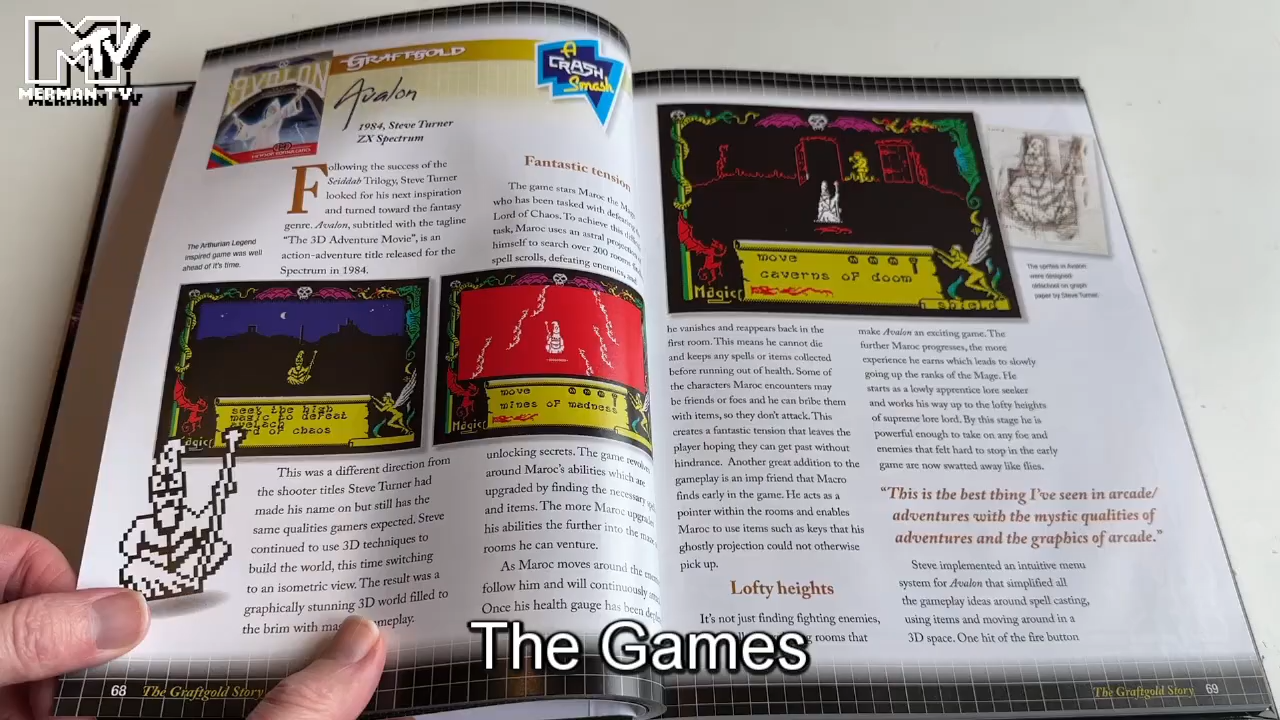 MTV
MERMAN TV
AVALON
GRAFTGOLD
A
CRASH
Smash
Avalon
1984, Steve Turner
ZX Spectrum
Following the success of the
Seiddab Trilogy, Steve Turner
looked for his next inspiration
and turned toward the fantasy
genre. Avalon, subtitled with the tagline
"The 3D Adventure Movie", is an
action-adventure title released for the
Spectrum in 1984.
The Arthurian Legend
inspired game was well
ahead of it's time.
seek the high
magic to defeat
lord of chaos
Magic
This was a different direction from
the shooter titles Steve Turner had
made his name on but still has the
same qualities gamers expected. Steve
continued to use 3D techniques to
build the world, this time switching
to an isometric view. The result was a
graphically stunning 3D world filled to
the brim with
Fantastic tension
The game stars Maroc the
who has been tasked with
Lord of Chaos. To achieve this
task, Maroc uses an astral
himself to search over 200 rooms
spell scrolls, defeating enemies and
move
mines of madness
Magic
unlocking secrets. The game
around Maroc's abilities which are
upgraded by finding the necessary
and items. The more Maroc
his abilities the further into the
rooms he can venture.
As Maroc moves around the
follow him and will continuously
Once his health gauge has been
68 The Graftgold Story
move
caverns of doom
Magic
shield
The sprites in Avalon
were designed
oldschool on graph
paper by Steve Turner.
he vanishes and reappears back in the
first room. This means he cannot die
and keeps any spells or items collected
before running out of health. Some of
the characters Maroc encounters may
be friends or foes and he can bribe them
with items, so they don't attack. This
creates a fantastic tension that leaves the
player hoping they can get past without
hindrance. Another great addition to the
gameplay is an imp friend that Macro
finds early in the game. He acts as a
pointer within the rooms and enables
Maroc to use items such as keys that his
ghostly projection could not otherwise
pick up.
Lofty heights
It's not just finding fighting enemies,
rooms that
make Avalon an exciting game. The
further Maroc progresses, the more
experience he earns which leads to slowly
going up the ranks of the Mage. He
starts as a lowly apprentice lore seeker
and works his way up to the lofty heights
of supreme lore lord. By this stage he is
powerful enough to take on any foe and
enemies that felt hard to stop in the early
game are now swatted away like flies.
"This is the best thing I've seen in arcade/
adventures with the mystic qualities of
adventures and the graphics of arcade."
Steve implemented an intuitive menu
system for Avalon that simplified all
the gameplay ideas around spell casting,
using items and moving around in a
3D space. One hit of the fire button
The Graftgold Story 69
The Games